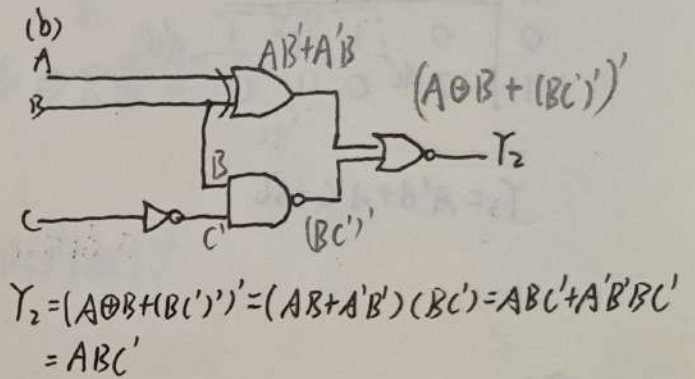 (b)
A
AB'+A'B
B
(A⊕B+(BC')')'
Y₂
B
C
C'
(BC')'
Y₂=(A⊕B+(BC')')'=(AB+A'B')(BC')=ABC'+A'B'BC'
=ABC'